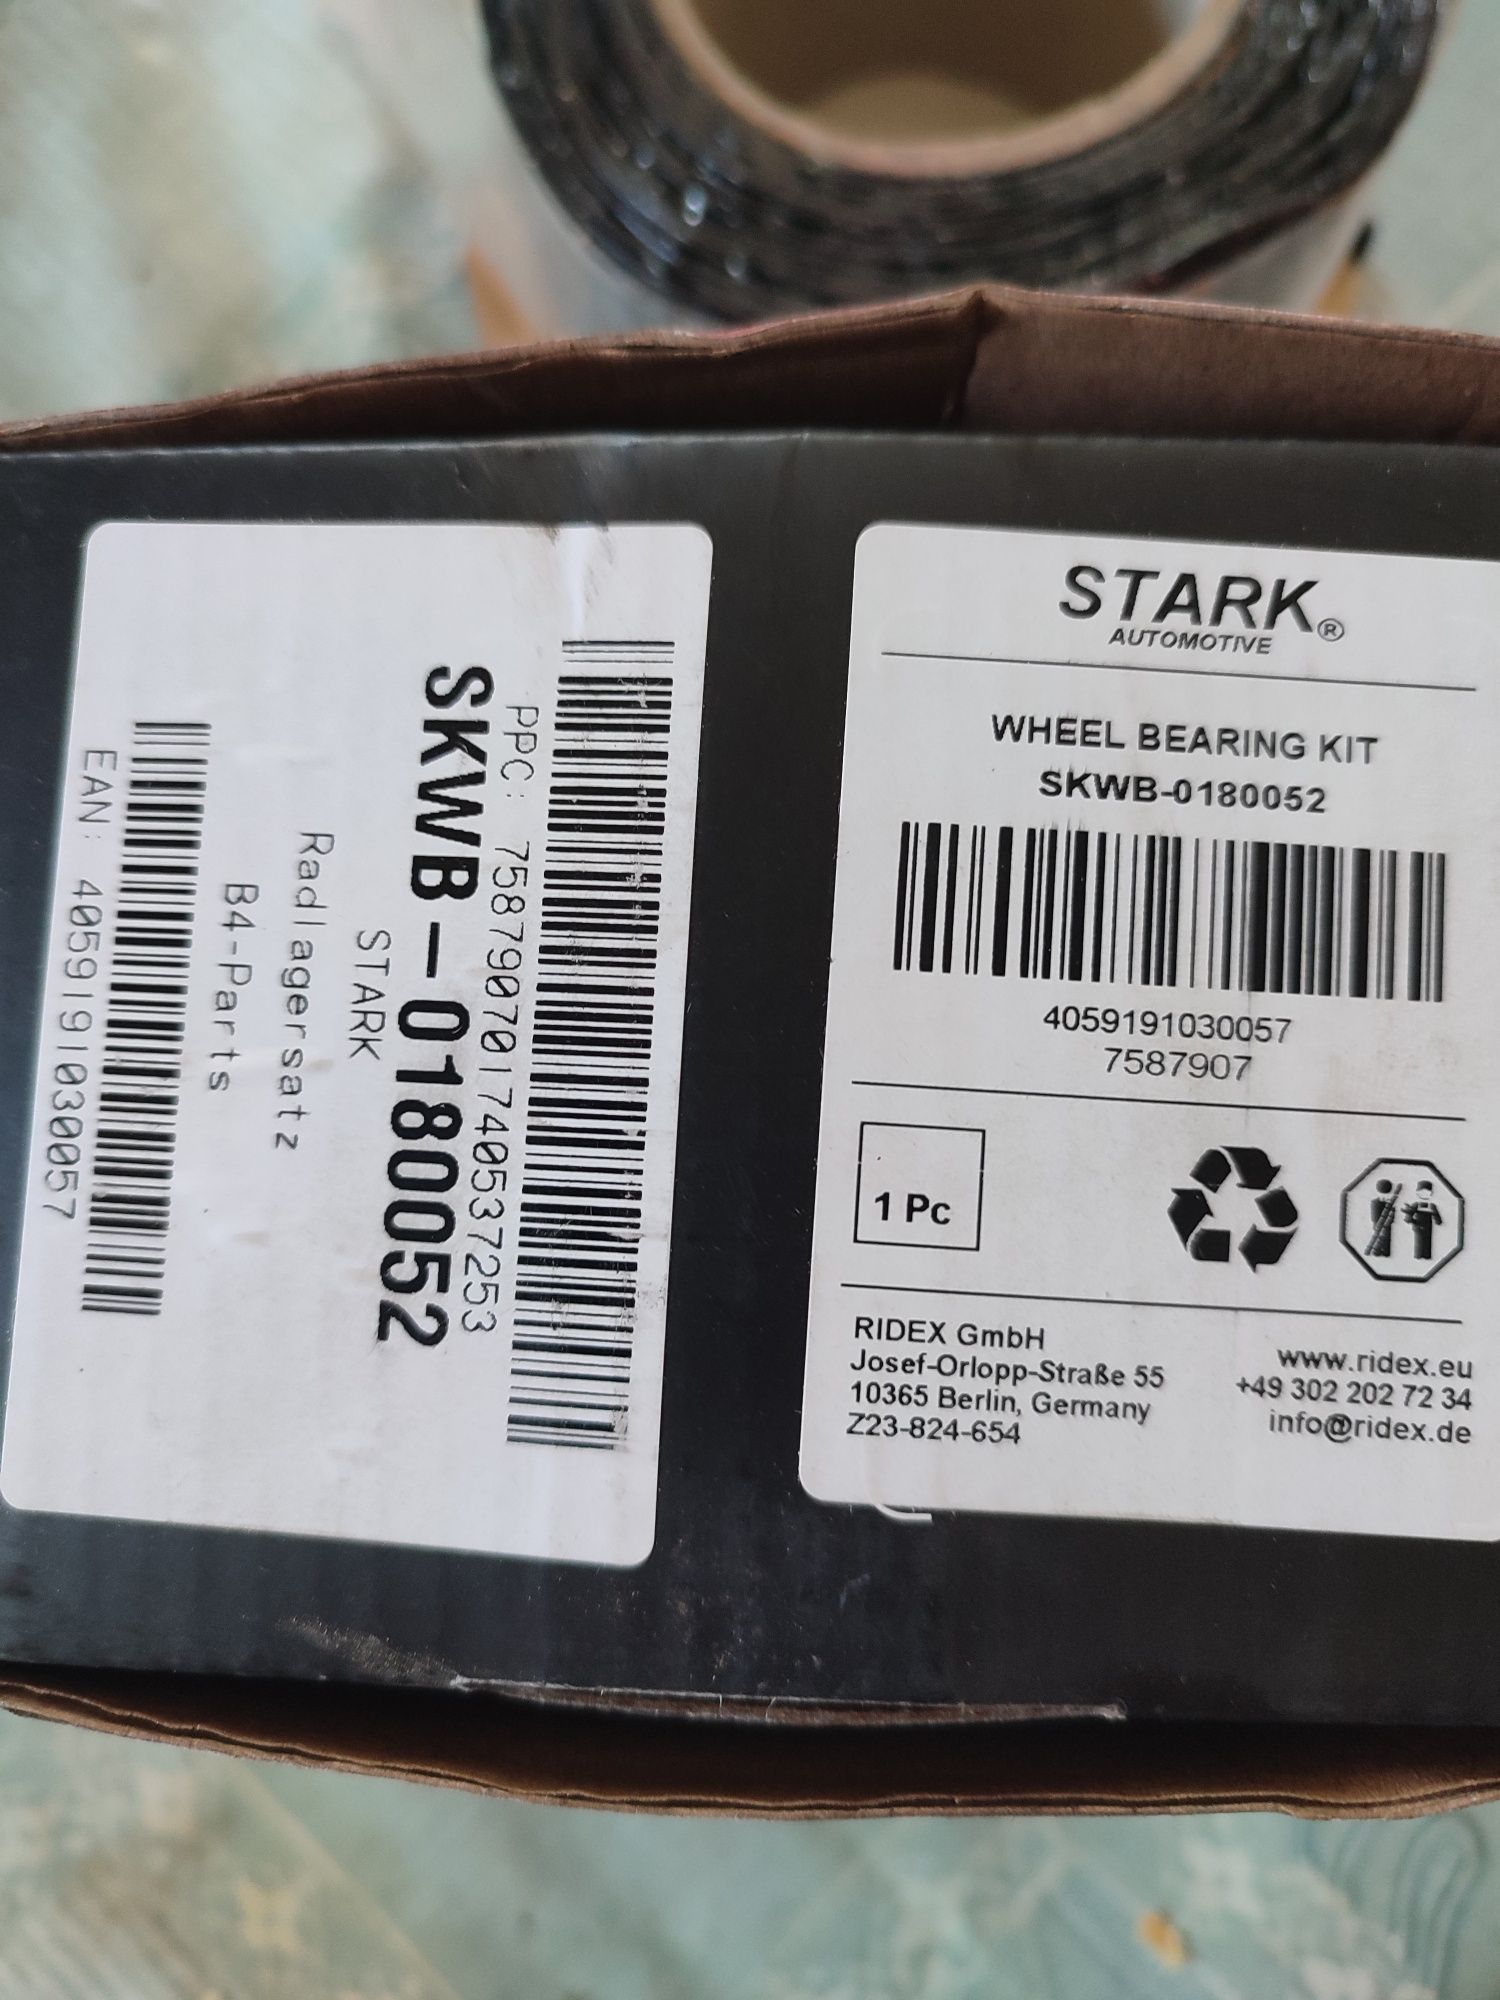 PPC: 7587907017405​37253
SKWB-0180052
STARK
Radlagersatz
B4-Parts
EAN: 4059191030057
STARK®
AUTOMOTIVE
WHEEL BEARING KIT
SKWB-0180052
4059191030057
7587907
1 Pc
RIDEX GmbH
Josef-Orlopp-Straße 55
10365 Berlin, Germany
Z23-824-654
www.ridex.eu
+49 302 202 72 34
info@ridex.de